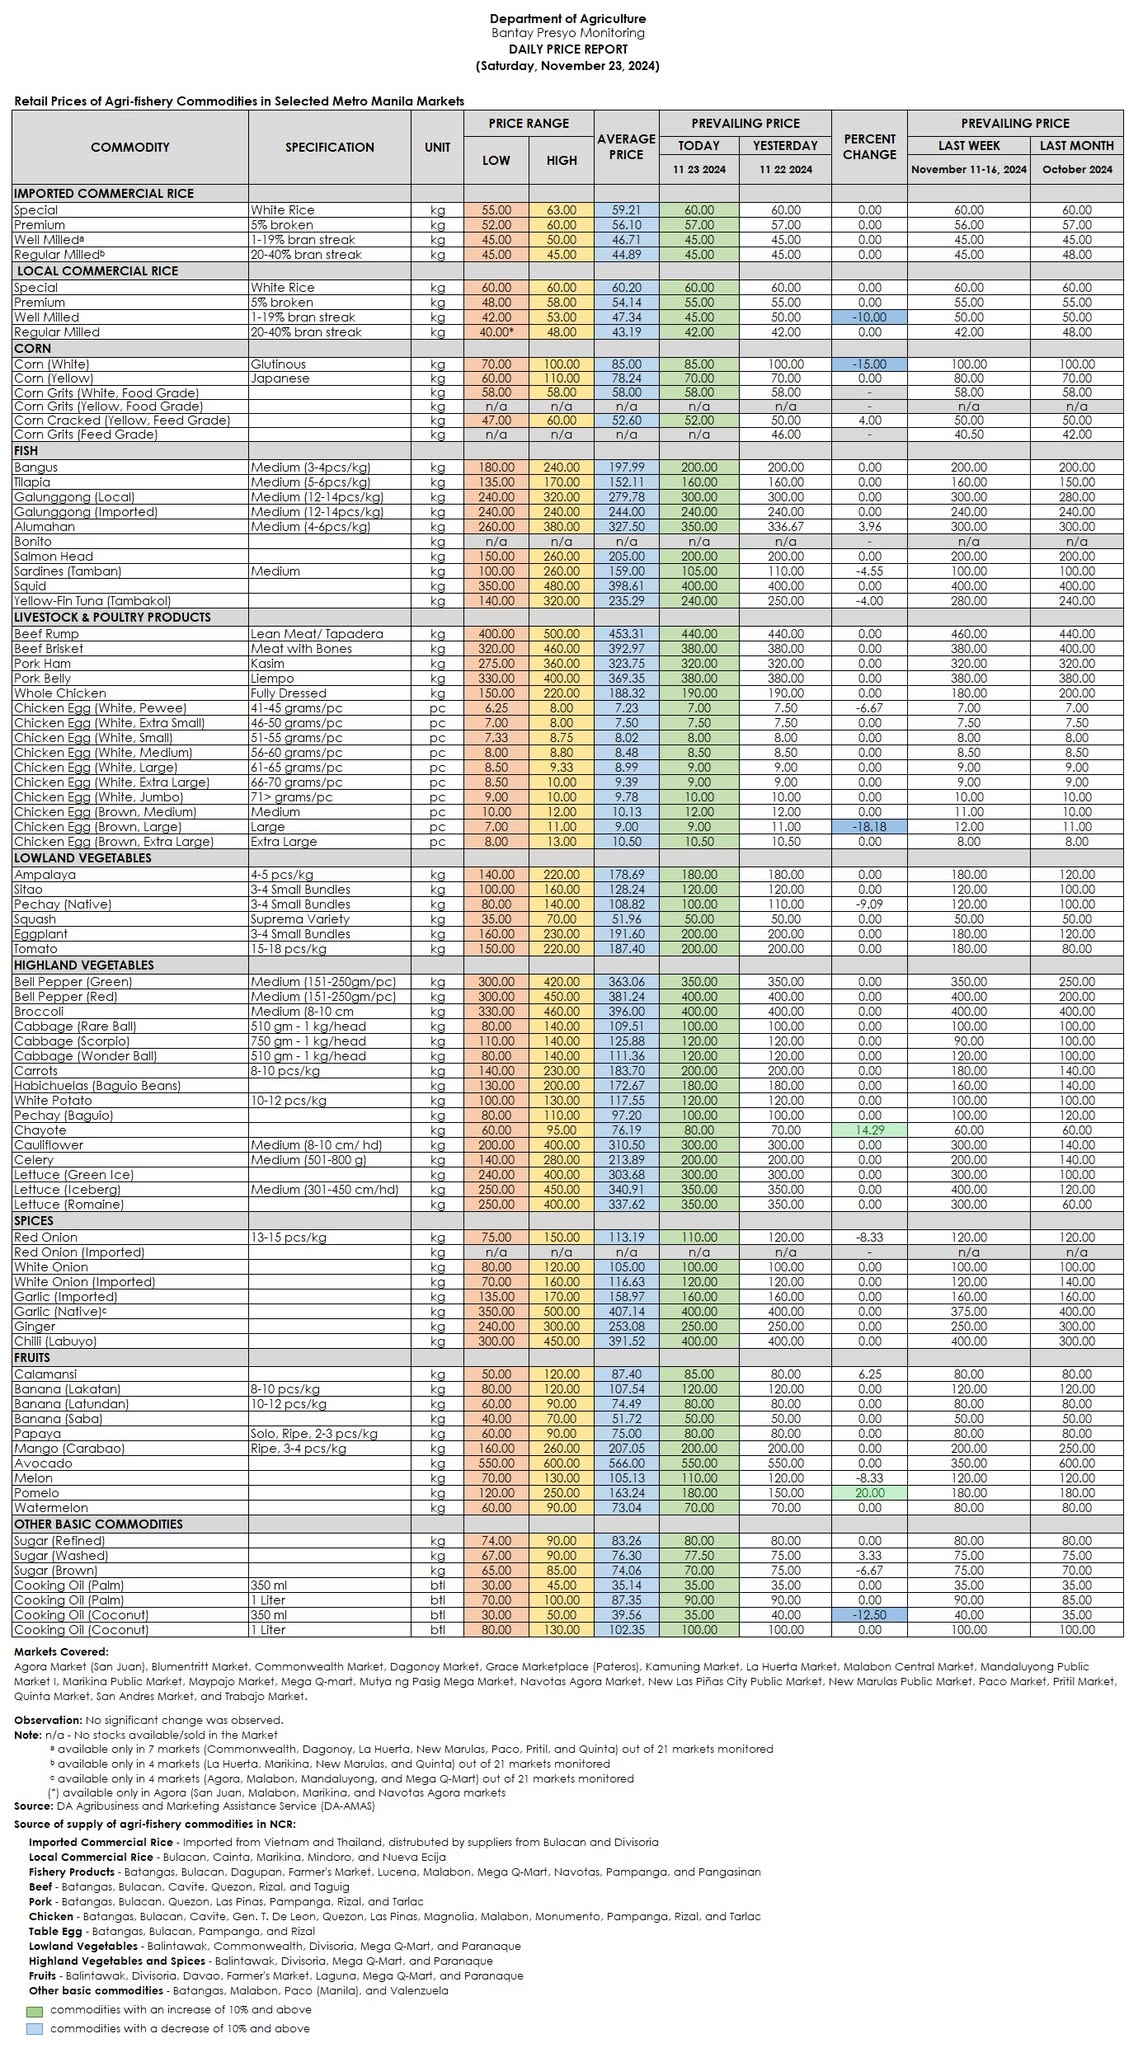 Department of Agriculture
Bantay Presyo Monitoring
DAILY PRICE REPORT
(Saturday, November 23, 2024)
Retail Prices of Agri-fishery Commodities in Selected Metro Manila Markets
COMMODITY SPECIFICATION UNIT PRICE RANGE LOW HIGH AVERAGE PRICE PREVAILING PRICE TODAY 11 23 2024 YESTERDAY 11 22 2024 PERCENT CHANGE PREVAILING PRICE LAST WEEK November 11-16, 2024 LAST MONTH October 2024
IMPORTED COMMERCIAL RICE
Special White Rice kg 55.00 63.00 59.21 60.00 60.00 0.00 60.00 60.00
Premium 5% broken kg 52.00 60.00 56.10 57.00 57.00 0.00 56.00 57.00
Well Milledª 1-19% bran streak kg 45.00 50.00 46.71 45.00 45.00 0.00 45.00 45.00
Regular Milledᵇ 20-40% bran streak kg 45.00 45.00 44.89 45.00 45.00 0.00 45.00 48.00
LOCAL COMMERCIAL RICE
Special White Rice kg 60.00 60.00 60.20 60.00 60.00 0.00 60.00 60.00
Premium 5% broken kg 48.00 58.00 54.14 55.00 55.00 0.00 55.00 55.00
Well Milled 1-19% bran streak kg 42.00 53.00 47.34 45.00 50.00 -10.00 50.00 50.00
Regular Milled 20-40% bran streak kg 40.00* 48.00 43.19 42.00 42.00 0.00 42.00 48.00
CORN
Corn (White) Glutinous kg 70.00 100.00 85.00 85.00 100.00 -15.00 100.00 100.00
Corn (Yellow) Japanese kg 60.00 110.00 78.24 70.00 70.00 0.00 80.00 70.00
Corn Grits (White, Food Grade) kg 58.00 58.00 58.00 58.00 58.00 - 58.00 58.00
Corn Grits (Yellow, Food Grade) kg n/a n/a n/a n/a n/a - n/a n/a
Corn Cracked (Yellow, Feed Grade) kg 47.00 60.00 52.60 52.00 50.00 4.00 50.00 50.00
Corn Grits (Feed Grade) kg n/a n/a n/a n/a 46.00 - 40.50 42.00
FISH
Bangus Medium (3-4pcs/kg) kg 180.00 240.00 197.99 200.00 200.00 0.00 200.00 200.00
Tilapia Medium (5-6pcs/kg) kg 135.00 170.00 152.11 160.00 160.00 0.00 160.00 150.00
Galunggong (Local) Medium (12-14pcs/kg) kg 240.00 320.00 279.78 300.00 300.00 0.00 300.00 280.00
Galunggong (Imported) Medium (12-14pcs/kg) kg 240.00 240.00 244.00 240.00 240.00 0.00 240.00 240.00
Alumahan Medium (4-6pcs/kg) kg 260.00 380.00 327.50 350.00 336.67 3.96 300.00 300.00
Bonito kg n/a n/a n/a n/a n/a - n/a n/a
Salmon Head kg 150.00 260.00 205.00 200.00 200.00 0.00 200.00 200.00
Sardines (Tamban) Medium kg 100.00 260.00 159.00 105.00 110.00 -4.55 100.00 100.00
Squid kg 350.00 480.00 398.61 400.00 400.00 0.00 400.00 400.00
Yellow-Fin Tuna (Tambakol) kg 140.00 320.00 235.29 240.00 250.00 -4.00 280.00 240.00
LIVESTOCK & POULTRY PRODUCTS
Beef Rump Lean Meat/ Tapadera kg 400.00 500.00 453.31 440.00 440.00 0.00 460.00 440.00
Beef Brisket Meat with Bones kg 320.00 460.00 392.97 380.00 380.00 0.00 380.00 400.00
Pork Ham Kasim kg 275.00 360.00 323.75 320.00 320.00 0.00 320.00 320.00
Pork Belly Liempo kg 330.00 400.00 369.35 380.00 380.00 0.00 380.00 380.00
Whole Chicken Fully Dressed kg 150.00 220.00 188.32 190.00 190.00 0.00 180.00 200.00
Chicken Egg (White, Pewee) 41-45 grams/pc pc 6.25 8.00 7.23 7.00 7.50 -6.67 7.00 7.00
Chicken Egg (White, Extra Small) 46-50 grams/pc pc 7.00 8.00 7.50 7.50 7.50 0.00 7.50 7.50
Chicken Egg (White, Small) 51-55 grams/pc pc 7.33 8.75 8.02 8.00 8.00 0.00 8.00 8.00
Chicken Egg (White, Medium) 56-60 grams/pc pc 8.00 8.80 8.48 8.50 8.50 0.00 8.50 8.50
Chicken Egg (White, Large) 61-65 grams/pc pc 8.50 9.33 8.99 9.00 9.00 0.00 9.00 9.00
Chicken Egg (White, Extra Large) 66-70 grams/pc pc 8.50 10.00 9.39 9.00 9.00 0.00 9.00 9.00
Chicken Egg (White, Jumbo) 71> grams/pc pc 9.00 10.00 9.78 10.00 10.00 0.00 10.00 10.00
Chicken Egg (Brown, Medium) Medium pc 10.00 12.00 10.13 12.00 12.00 0.00 11.00 10.00
Chicken Egg (Brown, Large) Large pc 7.00 11.00 9.00 9.00 11.00 -18.18 12.00 11.00
Chicken Egg (Brown, Extra Large) Extra Large pc 8.00 13.00 10.50 10.50 10.50 0.00 8.00 8.00
LOWLAND VEGETABLES
Ampalaya 4-5 pcs/kg kg 140.00 220.00 178.69 180.00 180.00 0.00 180.00 120.00
Sitao 3-4 Small Bundles kg 100.00 160.00 128.24 120.00 120.00 0.00 120.00 100.00
Pechay (Native) 3-4 Small Bundles kg 80.00 140.00 108.82 100.00 110.00 -9.09 120.00 100.00
Squash Suprema Variety kg 35.00 70.00 51.96 50.00 50.00 0.00 50.00 50.00
Eggplant 3-4 Small Bundles kg 160.00 230.00 191.60 200.00 200.00 0.00 180.00 120.00
Tomato 15-18 pcs/kg kg 150.00 220.00 187.40 200.00 200.00 0.00 180.00 80.00
HIGHLAND VEGETABLES
Bell Pepper (Green) Medium (151-250gm/pc) kg 300.00 420.00 363.06 350.00 350.00 0.00 350.00 250.00
Bell Pepper (Red) Medium (151-250gm/pc) kg 300.00 450.00 381.24 400.00 400.00 0.00 400.00 200.00
Broccoli Medium (8-10 cm kg 330.00 460.00 396.00 400.00 400.00 0.00 400.00 200.00
Cabbage (Rare Ball) 510 gm - 1 kg/head kg 80.00 140.00 109.51 100.00 100.00 0.00 100.00 100.00
Cabbage (Scorpio) 750 gm - 1 kg/head kg 110.00 140.00 125.88 120.00 120.00 0.00 90.00 100.00
Cabbage (Wonder Ball) 510 gm - 1 kg/head kg 80.00 140.00 111.36 120.00 120.00 0.00 120.00 100.00
Carrots 8-10 pcs/kg kg 140.00 230.00 183.70 200.00 200.00 0.00 180.00 140.00
Habichuelas (Baguio Beans) kg 130.00 200.00 172.67 180.00 180.00 0.00 160.00 140.00
White Potato 10-12 pcs/kg kg 100.00 130.00 117.55 120.00 120.00 0.00 120.00 100.00
Pechay (Baguio) kg 80.00 110.00 97.20 100.00 100.00 0.00 100.00 120.00
Chayote kg 60.00 95.00 76.19 80.00 70.00 14.29 60.00 60.00
Cauliflower Medium (8-10 cm/ hd) kg 200.00 400.00 310.50 300.00 300.00 0.00 300.00 140.00
Celery Medium (501-800 g) kg 140.00 280.00 213.89 200.00 200.00 0.00 200.00 140.00
Lettuce (Green Ice) kg 240.00 400.00 303.68 300.00 300.00 0.00 300.00 100.00
Lettuce (Iceberg) Medium (301-450 cm/hd) kg 250.00 450.00 340.91 350.00 350.00 0.00 400.00 120.00
Lettuce (Romaine) kg 250.00 400.00 337.62 350.00 350.00 0.00 300.00 60.00
SPICES
Red Onion 13-15 pcs/kg kg 75.00 150.00 113.19 110.00 120.00 -8.33 120.00 120.00
Red Onion (Imported) kg n/a n/a n/a n/a n/a - n/a n/a
White Onion kg 80.00 120.00 105.00 100.00 100.00 0.00 100.00 100.00
White Onion (Imported) kg 70.00 160.00 116.63 120.00 120.00 0.00 120.00 140.00
Garlic (Imported) kg 135.00 170.00 158.97 160.00 160.00 0.00 160.00 160.00
Garlic (Native)ᶜ kg 350.00 500.00 407.14 400.00 400.00 0.00 375.00 400.00
Ginger kg 240.00 300.00 253.08 250.00 250.00 0.00 250.00 300.00
Chilli (Labuyo) kg 300.00 450.00 391.52 400.00 400.00 0.00 400.00 300.00
FRUITS
Calamansi kg 50.00 120.00 87.40 85.00 80.00 6.25 80.00 80.00
Banana (Lakatan) 8-10 pcs/kg kg 80.00 120.00 107.54 120.00 120.00 0.00 120.00 120.00
Banana (Latundan) 10-12 pcs/kg kg 60.00 90.00 74.49 80.00 80.00 0.00 80.00 80.00
Banana (Saba) kg 40.00 70.00 51.72 50.00 50.00 0.00 50.00 50.00
Papaya Solo, Ripe, 2-3 pcs/kg kg 60.00 90.00 75.00 80.00 80.00 0.00 80.00 80.00
Mango (Carabao) Ripe, 3-4 pcs/kg kg 160.00 260.00 207.05 200.00 200.00 0.00 200.00 250.00
Avocado kg 550.00 600.00 566.00 550.00 550.00 0.00 350.00 600.00
Melon kg 70.00 130.00 105.13 110.00 120.00 -8.33 120.00 120.00
Pomelo kg 120.00 250.00 163.24 180.00 150.00 20.00 180.00 180.00
Watermelon kg 60.00 90.00 73.04 70.00 70.00 0.00 80.00 80.00
OTHER BASIC COMMODITIES
Sugar (Refined) kg 74.00 90.00 83.26 80.00 80.00 0.00 80.00 80.00
Sugar (Washed) kg 67.00 90.00 76.30 77.50 75.00 3.33 75.00 75.00
Sugar (Brown) kg 65.00 85.00 74.06 70.00 75.00 -6.67 75.00 70.00
Cooking Oil (Palm) 350 ml btl 30.00 45.00 35.14 35.00 35.00 0.00 35.00 35.00
Cooking Oil (Palm) 1 Liter btl 70.00 100.00 87.35 90.00 90.00 0.00 90.00 85.00
Cooking Oil (Coconut) 350 ml btl 30.00 50.00 39.56 35.00 40.00 -12.50 40.00 35.00
Cooking Oil (Coconut) 1 Liter btl 80.00 130.00 102.35 100.00 100.00 0.00 100.00 100.00
Markets Covered:
Agora Market (San Juan), Blumentritt Market, Commonwealth Market, Dagonoy Market, Grace Marketplace (Pateros), Kamuning Market, La Huerta Market, Malabon Central Market, Mandaluyong Public
Market I, Marikina Public Market, Maypajo Market, Mega Q-mart, Mutya ng Pasig Mega Market, Navotas Agora Market, New Las Piñas City Public Market, New Marulas Public Market, Paco Market, Pritil Market,
Quinta Market, San Andres Market, and Trabajo Market.
Observation: No significant change was observed.
Note: n/a - No stocks available/sold in the Market
ª available only in 7 markets (Commonwealth, Dagonoy, La Huerta, New Marulas, Paco, Pritil, and Quinta) out of 21 markets monitored
ᵇ available only in 4 markets (La Huerta, Marikina, New Marulas, and Quinta) out of 21 markets monitored
ᶜ available only in 4 markets (Agora, Malabon, Mandaluyong, and Mega Q-Mart) out of 21 markets monitored
(*) available only in Agora (San Juan, Malabon, Marikina, and Navotas Agora markets
Source: DA Agribusiness and Marketing Assistance Service (DA-AMAS)
Source of supply of agri-fishery commodities in NCR:
Imported Commercial Rice - Imported from Vietnam and Thailand, distrubuted by suppliers from Bulacan and Divisoria
Local Commercial Rice - Bulacan, Cainta, Marikina, Mindoro, and Nueva Ecija
Fishery Products - Batangas, Bulacan, Dagupan, Farmer's Market, Lucena, Malabon, Mega Q-Mart, Navotas, Pampanga, and Pangasinan
Beef - Batangas, Bulacan, Cavite, Quezon, Rizal, and Taguig
Pork - Batangas, Bulacan, Quezon, Las Pinas, Pampanga, Rizal, and Tarlac
Chicken - Batangas, Bulacan, Cavite, Gen. T. De Leon, Quezon, Las Pinas, Magnolia, Malabon, Monumento, Pampanga, Rizal, and Tarlac
Table Egg - Batangas, Bulacan, Pampanga, and Rizal
Lowland Vegetables - Balintawak, Commonwealth, Divisoria, Mega Q-Mart, and Paranaque
Highland Vegetables and Spices - Balintawak, Divisoria, Mega Q-Mart, and Paranaque
Fruits - Balintawak, Divisoria, Davao, Farmer's Market, Laguna, Mega Q-Mart, and Paranaque
Other basic commodities - Batangas, Malabon, Paco (Manila), and Valenzuela
commodities with an increase of 10% and above
commodities with a decrease of 10% and above